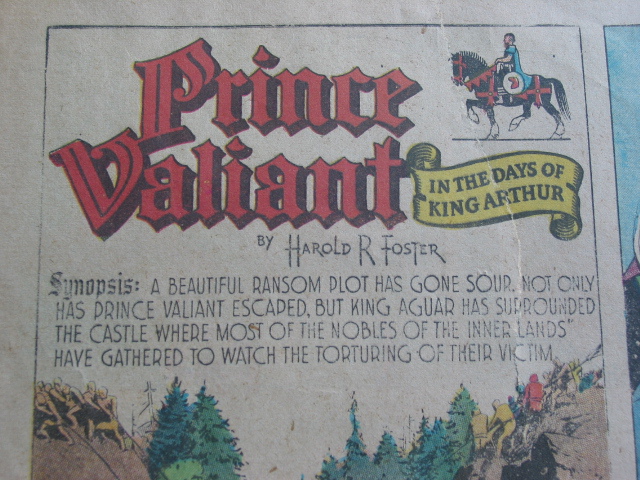 Prince
Valiant
IN THE DAYS OF
KING ARTHUR
BY HAROLD R FOSTER
Synopsis: A BEAUTIFUL RANSOM PLOT HAS GONE SOUR. NOT ONLY
HAS PRINCE VALIANT ESCAPED, BUT KING AGUAR HAS SURROUNDED
THE CASTLE WHERE MOST OF THE NOBLES OF THE INNER LANDS"
HAVE GATHERED TO WATCH THE TORTURING OF THEIR VICTIM.